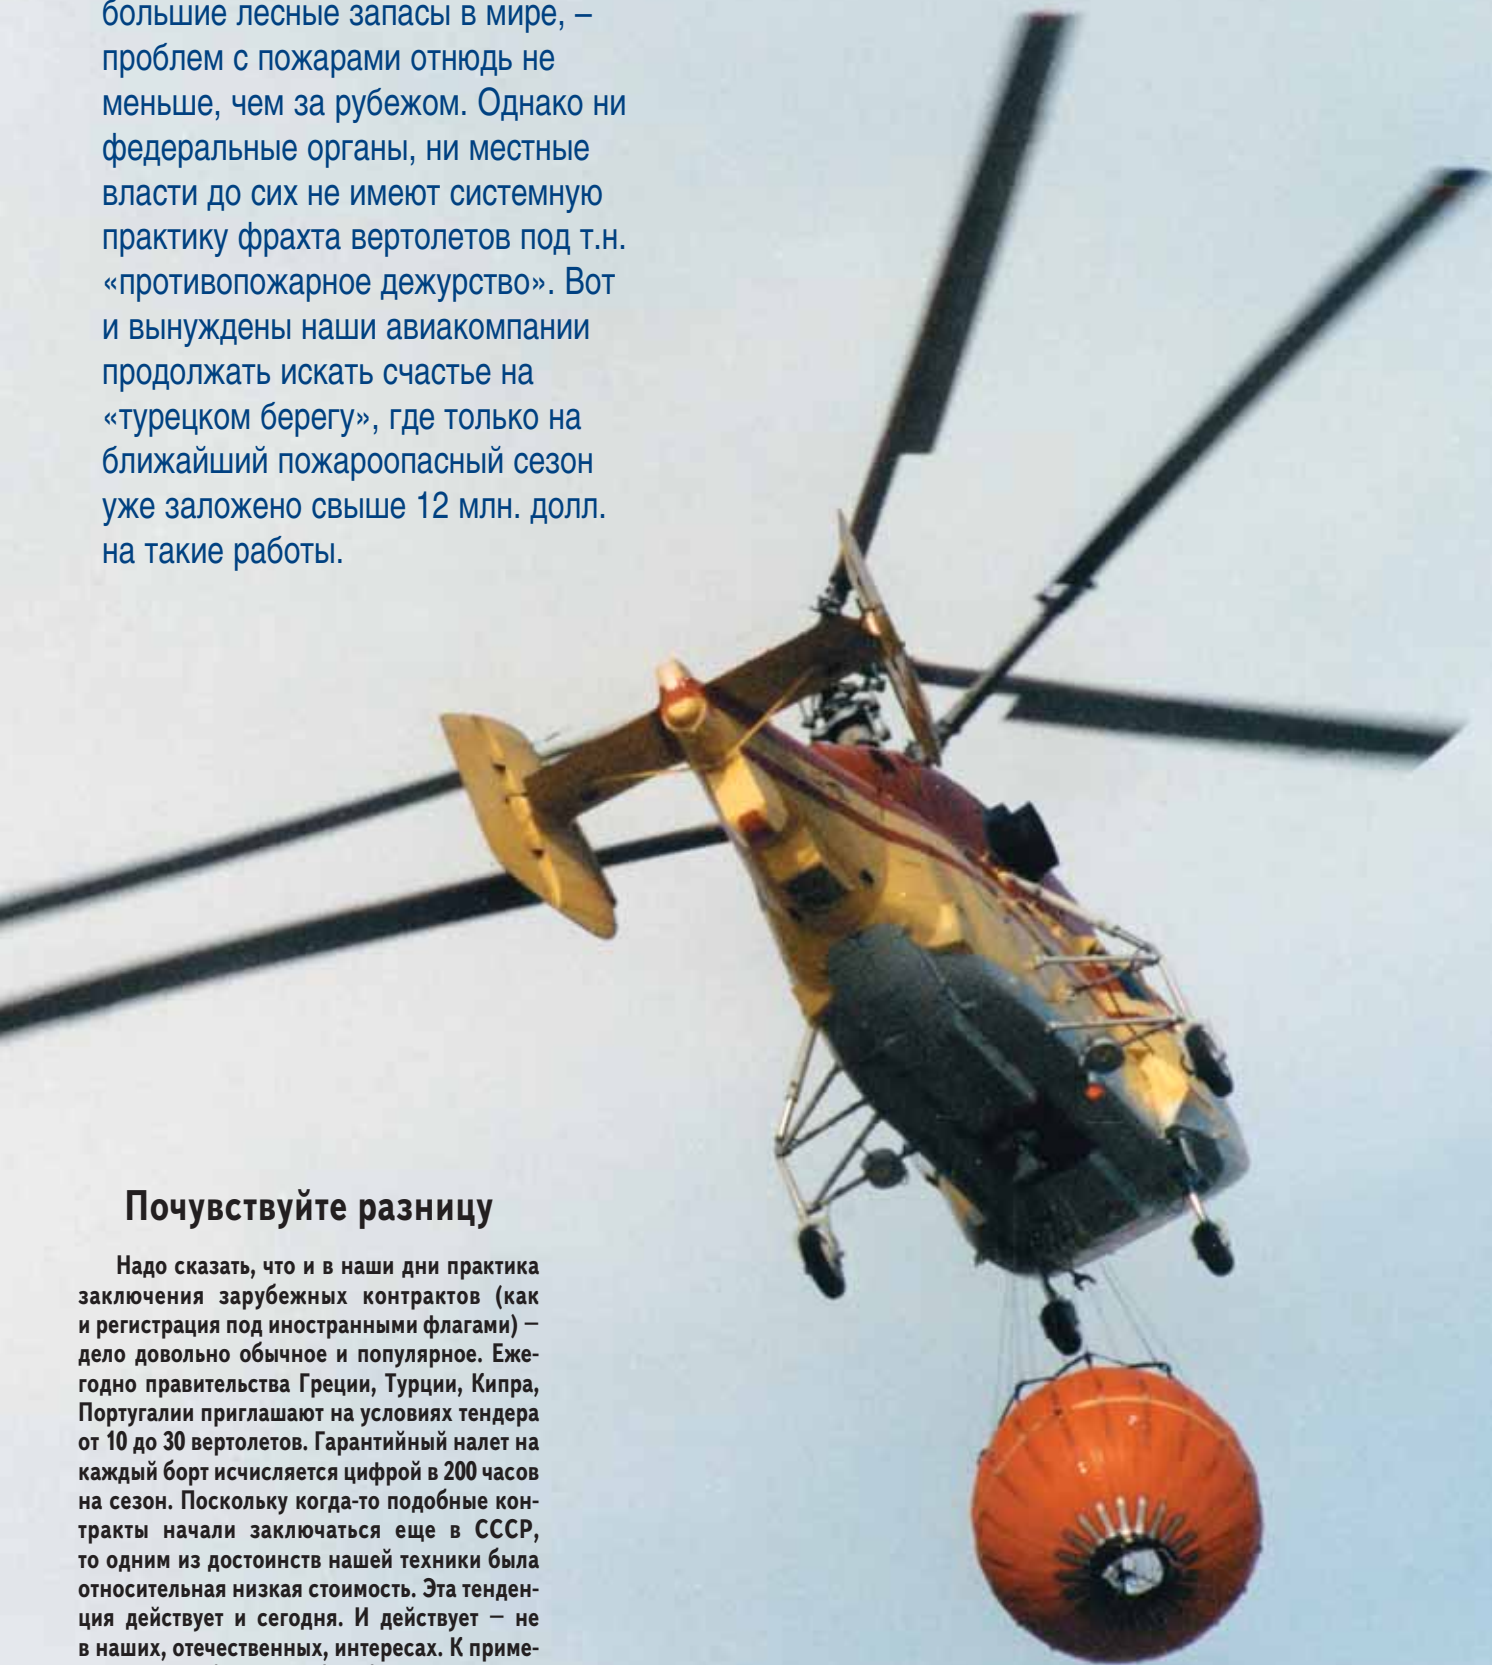 большие лесные запасы в мире, –
проблем с пожарами отнюдь не
меньше, чем за рубежом. Однако ни
федеральные органы, ни местные
власти до сих не имеют системную
практику фрахта вертолетов под т.н.
«противопожарное дежурство». Вот
и вынуждены наши авиакомпании
продолжать искать счастье на
«турецком берегу», где только на
ближайший пожароопасный сезон
уже заложено свыше 12 млн. долл.
на такие работы.
Почувствуйте разницу
Надо сказать, что и в наши дни практика
заключения зарубежных контрактов (как
и регистрация под иностранными флагами) –
дело довольно обычное и популярное. Еже-
годно правительства Греции, Турции, Кипра,
Португалии приглашают на условиях тендера
от 10 до 30 вертолетов. Гарантийный налет на
каждый борт исчисляется цифрой в 200 часов
на сезон. Поскольку когда-то подобные кон-
тракты начали заключаться еще в СССР,
то одним из достоинств нашей техники была
относительная низкая стоимость. Эта тенден-
ция действует и сегодня. И действует – не
в наших, отечественных, интересах. К приме-